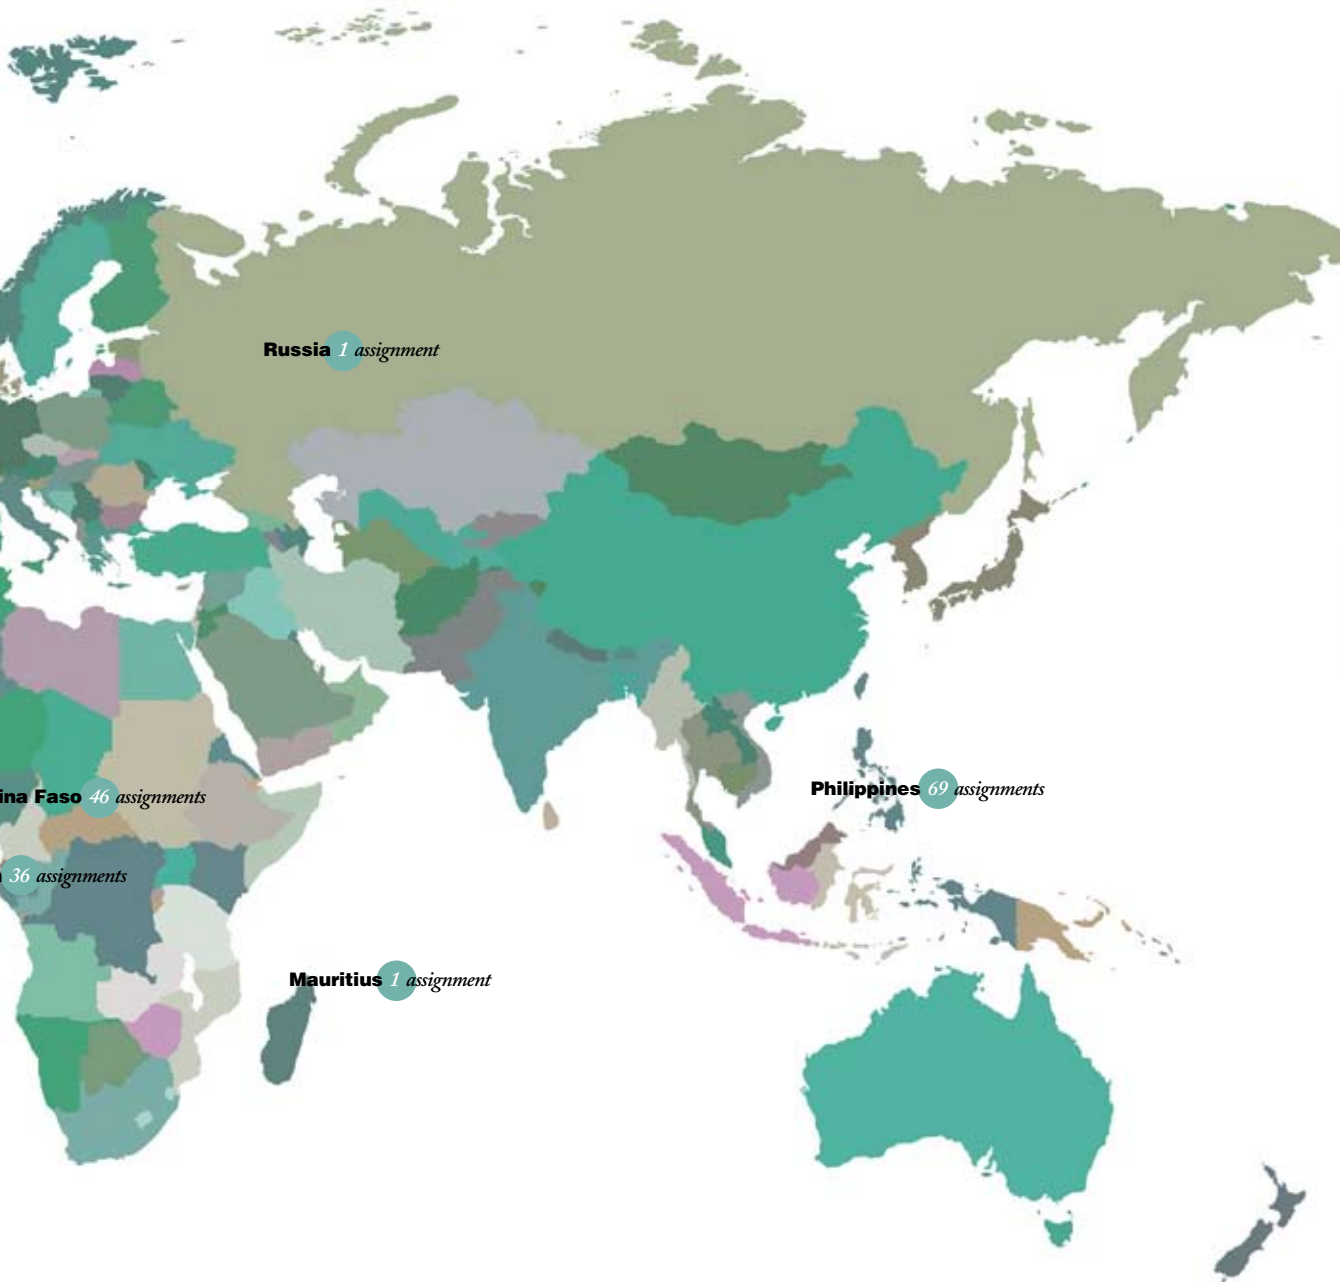 Russia 1 assignment
Philippines 69 assignments
ina Faso 46 assignments
36 assignments
Mauritius 1 assignment